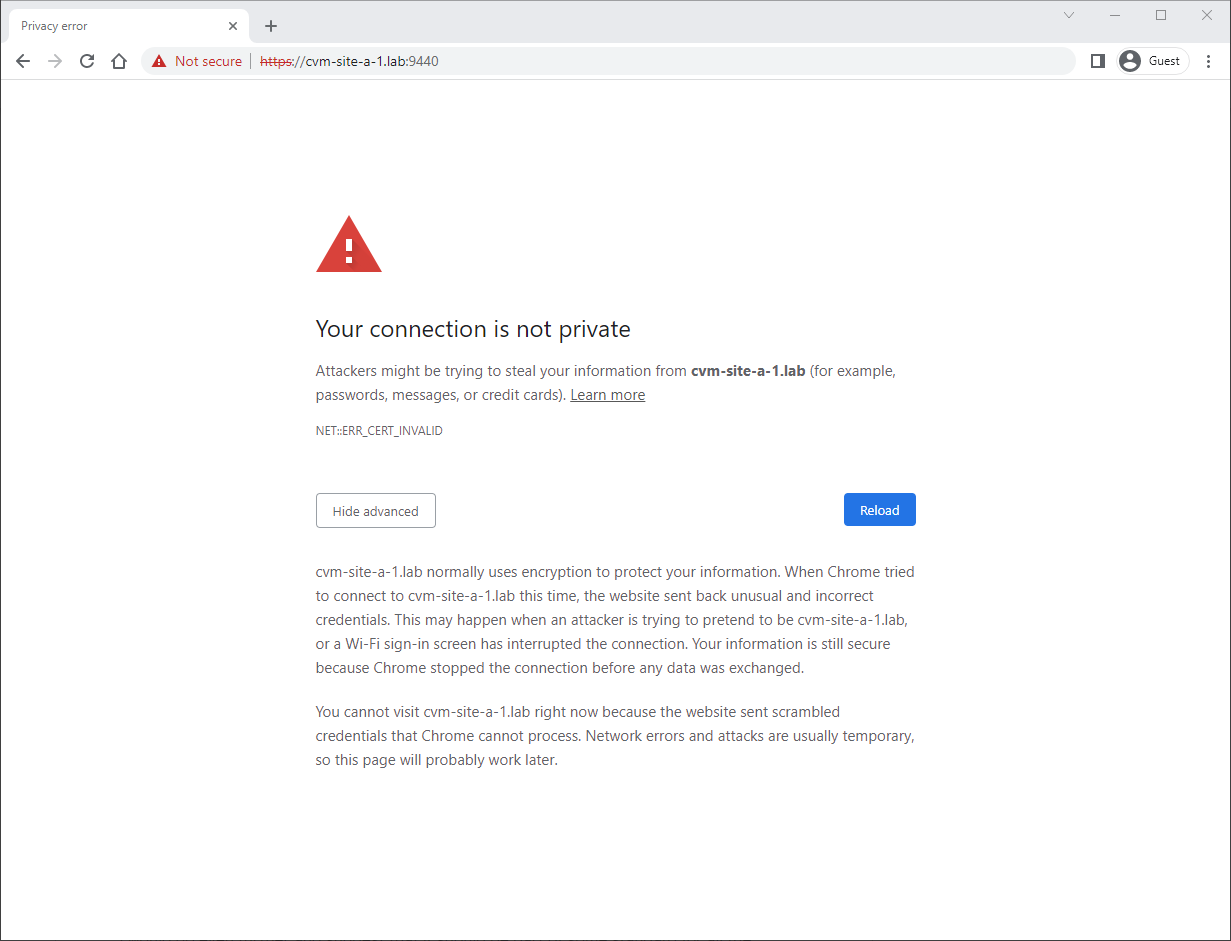 Privacy error
Not secure
https://cvm-site-a-1.lab:9440
Guest
Your connection is not private
Attackers might be trying to steal your information from cvm-site-a-1.lab (for example,
passwords, messages, or credit cards). Learn more
NET::ERR_CERT_INVALID
Hide advanced
Reload
cvm-site-a-1.lab normally uses encryption to protect your information. When Chrome tried
to connect to cvm-site-a-1.lab this time, the website sent back unusual and incorrect
credentials. This may happen when an attacker is trying to pretend to be cvm-site-a-1.lab,
or a Wi-Fi sign-in screen has interrupted the connection. Your information is still secure
because Chrome stopped the connection before any data was exchanged.
You cannot visit cvm-site-a-1.lab right now because the website sent scrambled
credentials that Chrome cannot process. Network errors and attacks are usually temporary,
so this page will probably work later.